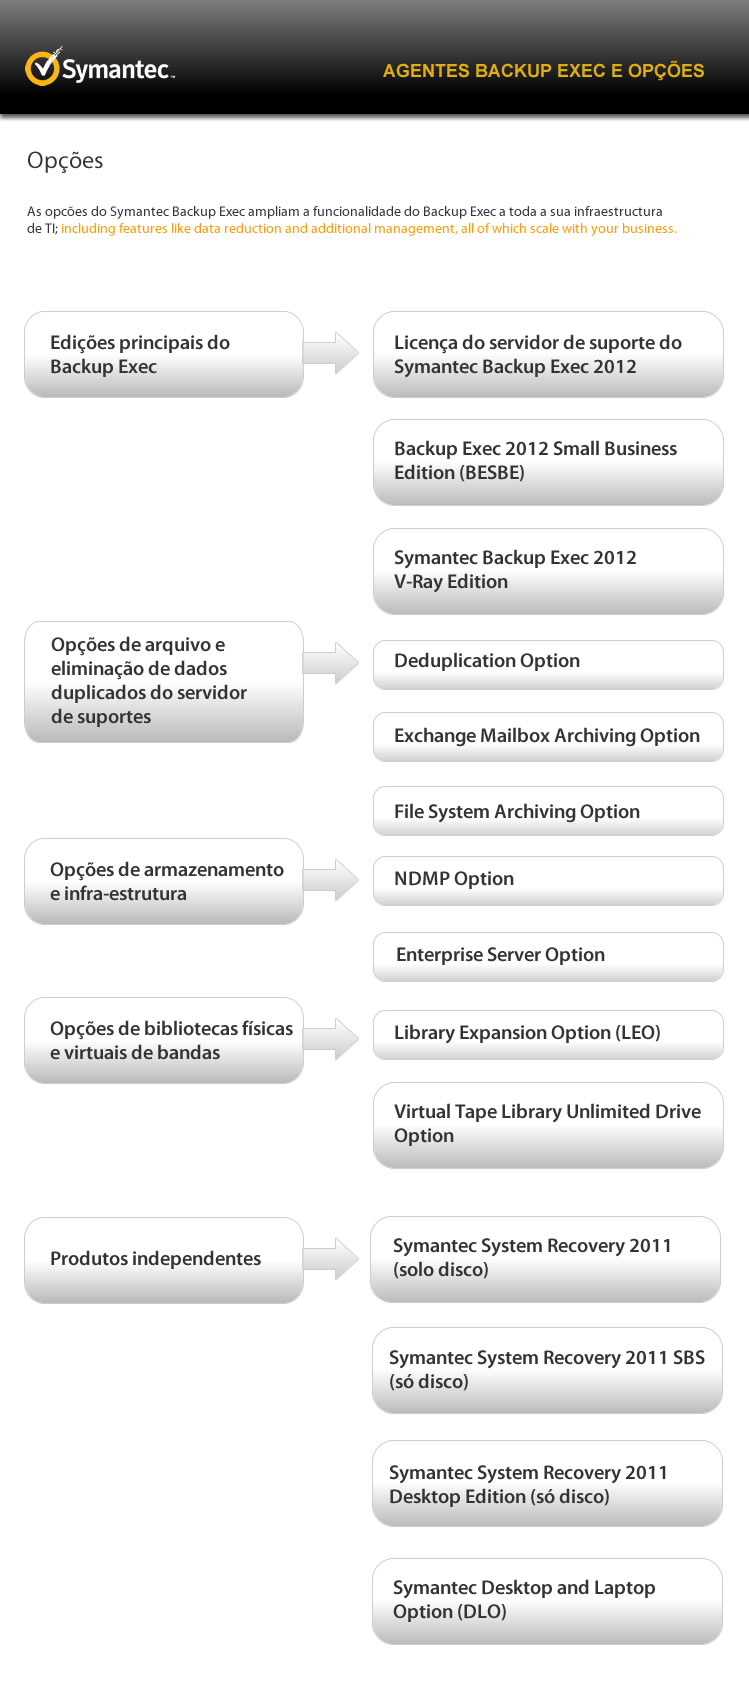 Symantec™
AGENTES BACKUP EXEC E OPÇÕES
Opções
As opcões do Symantec Backup Exec ampliam a funcionalidade do Backup Exec a toda a sua infraestructura
de TI; Including features like data reduction and additional management, all of which scale with your business.
Edições principais do
Backup Exec
Licença do servidor de suporte do
Symantec Backup Exec 2012
Backup Exec 2012 Small Business
Edition (BESBE)
Symantec Backup Exec 2012
V-Ray Edition
Opções de arquivo e
eliminação de dados
duplicados do servidor
de suportes
Deduplication Option
Exchange Mailbox Archiving Option
File System Archiving Option
Opções de armazenamento
e infra-estrutura
NDMP Option
Enterprise Server Option
Opções de bibliotecas físicas
e virtuais de bandas
Library Expansion Option (LEO)
Virtual Tape Library Unlimited Drive
Option
Produtos independentes
Symantec System Recovery 2011
(solo disco)
Symantec System Recovery 2011 SBS
(só disco)
Symantec System Recovery 2011
Desktop Edition (só disco)
Symantec Desktop and Laptop
Option (DLO)